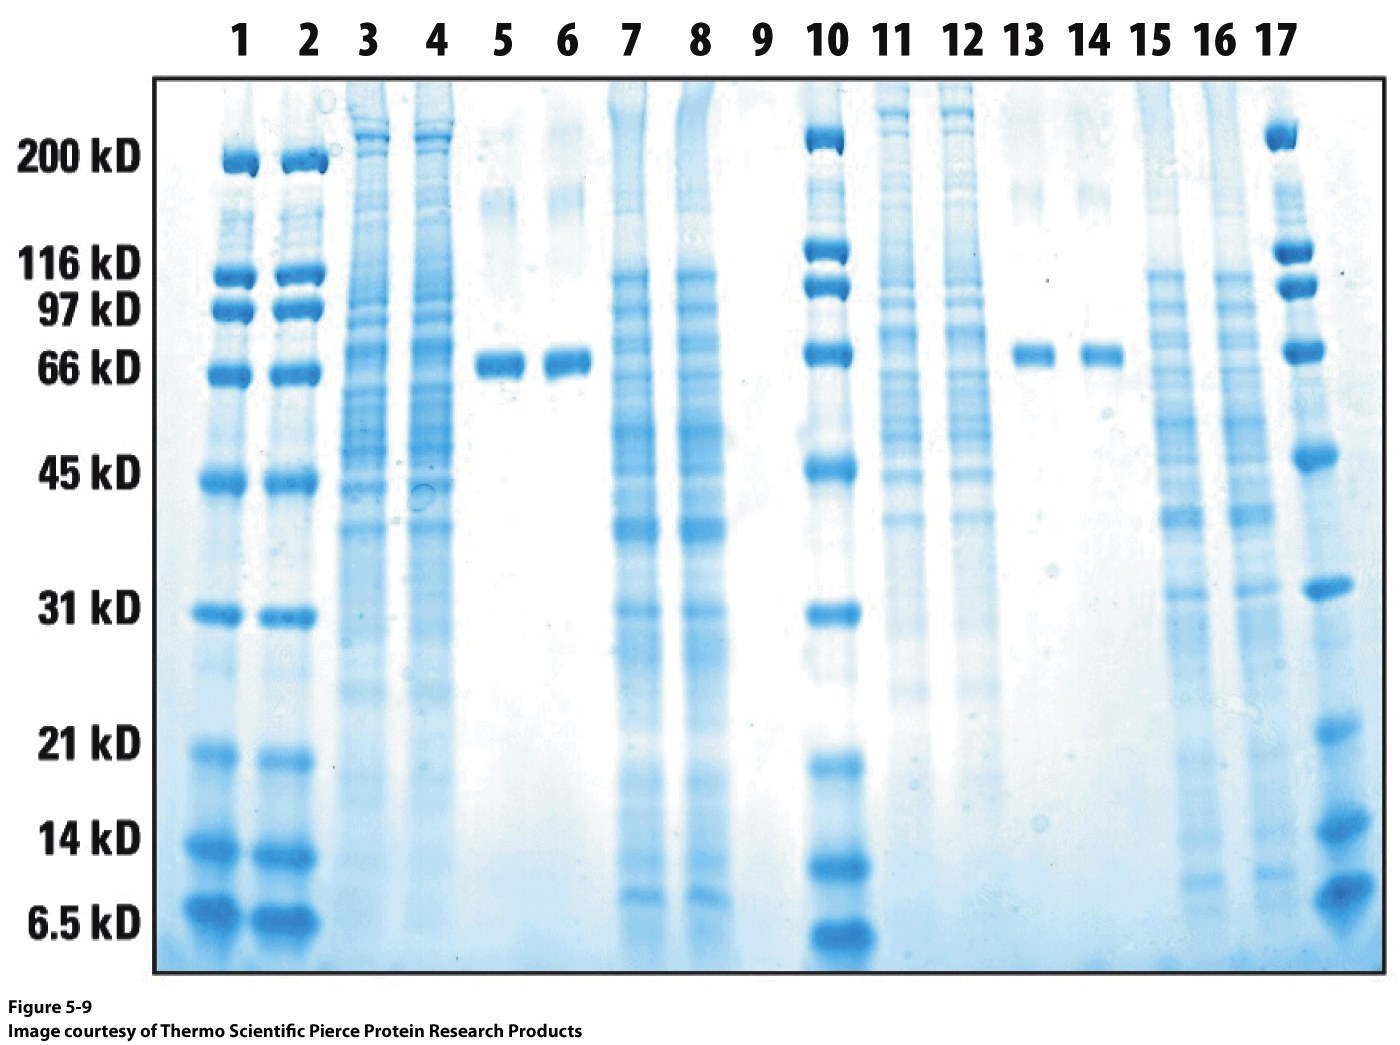 1 2 3 4 5 6 7 8 9 10 11 12 13 14 15 16 17
200 kD
116 kD
97 kD
66 kD
45 kD
31 kD
21 kD
14 kD
6.5 kD
Figure 5-9
Image courtesy of Thermo Scientific Pierce Protein Research Products